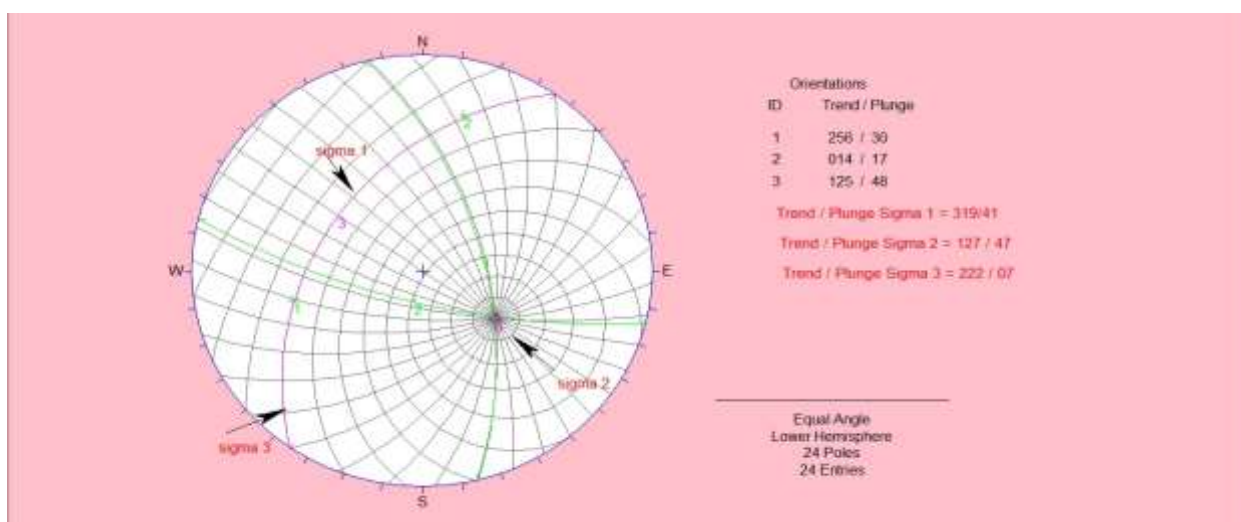 N
sigma 1
2
3
W
E
1
1
2
sigma 2
sigma 3
S
Orientations
ID Trend / Plunge
1 256 / 30
2 014 / 17
3 125 / 48
Trend / Plunge Sigma 1 = 319/41
Trend / Plunge Sigma 2 = 127 / 47
Trend / Plunge Sigma 3 = 222 / 07
Equal Angle
Lower Hemisphere
24 Poles
24 Entries